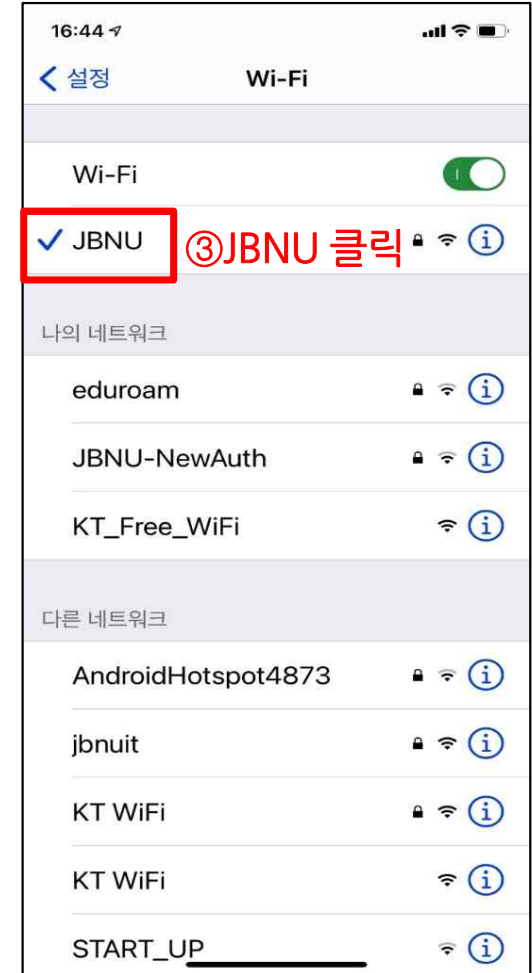 16:44
설정
Wi-Fi
Wi-Fi
JBNU
③JBNU 클릭
나의 네트워크
eduroam
JBNU-NewAuth
KT_Free_WiFi
다른 네트워크
AndroidHotspot4873
jbnuit
KT WiFi
KT WiFi
START_UP